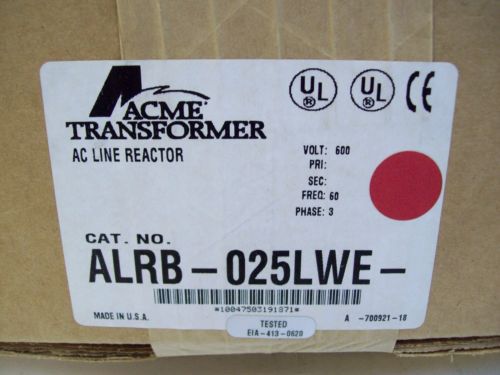 ACME
TRANSFORMER
AC LINE REACTOR
UL
®
UL
®
CE
VOLT: 600
PRI:
SEC:
FREQ: 60
PHASE: 3
CAT. NO.
ALRB-025LWE-
*10047503191871*
MADE IN U.S.A.
TESTED
EIA-413-0620
A -700921-18